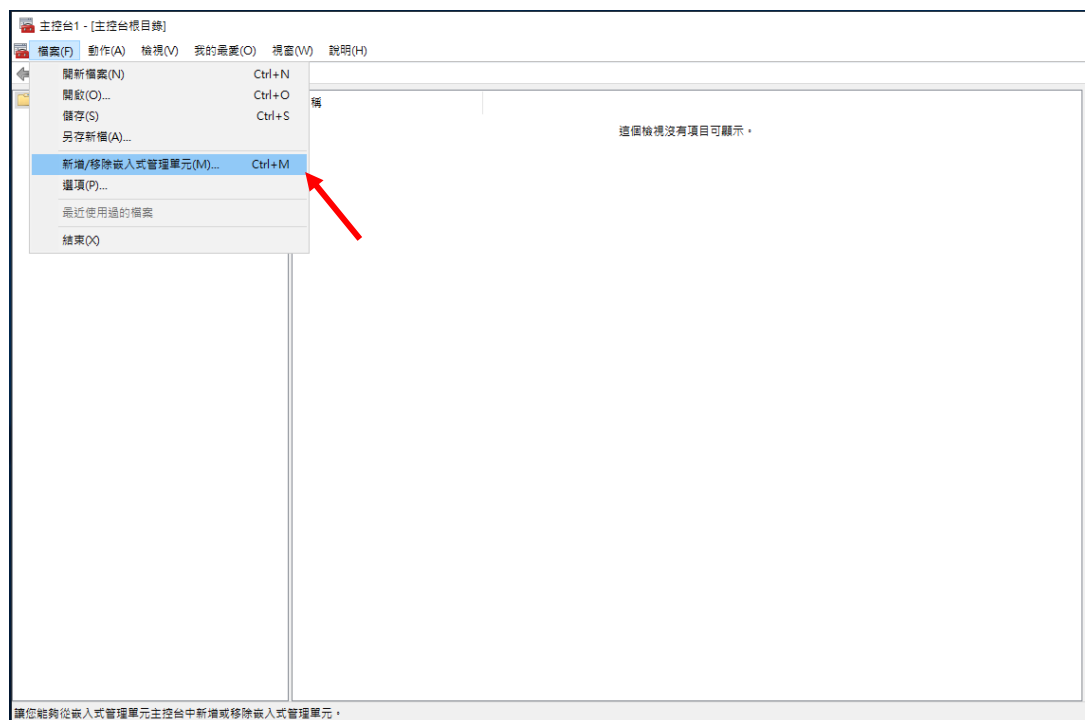 主控台1 - [主控台根目錄]
檔案(F) 動作(A) 檢視(V) 我的最愛(O) 視窗(W) 說明(H)
開新檔案(N) Ctrl+N
開啟(O)... Ctrl+O
儲存(S) Ctrl+S
另存新檔(A)...
新增/移除嵌入式管理單元(M)... Ctrl+M
選項(P)...
最近使用過的檔案
結束(X)
稱
這個檢視沒有項目可顯示。
讓您能夠從嵌入式管理單元主控台中新增或移除嵌入式管理單元。